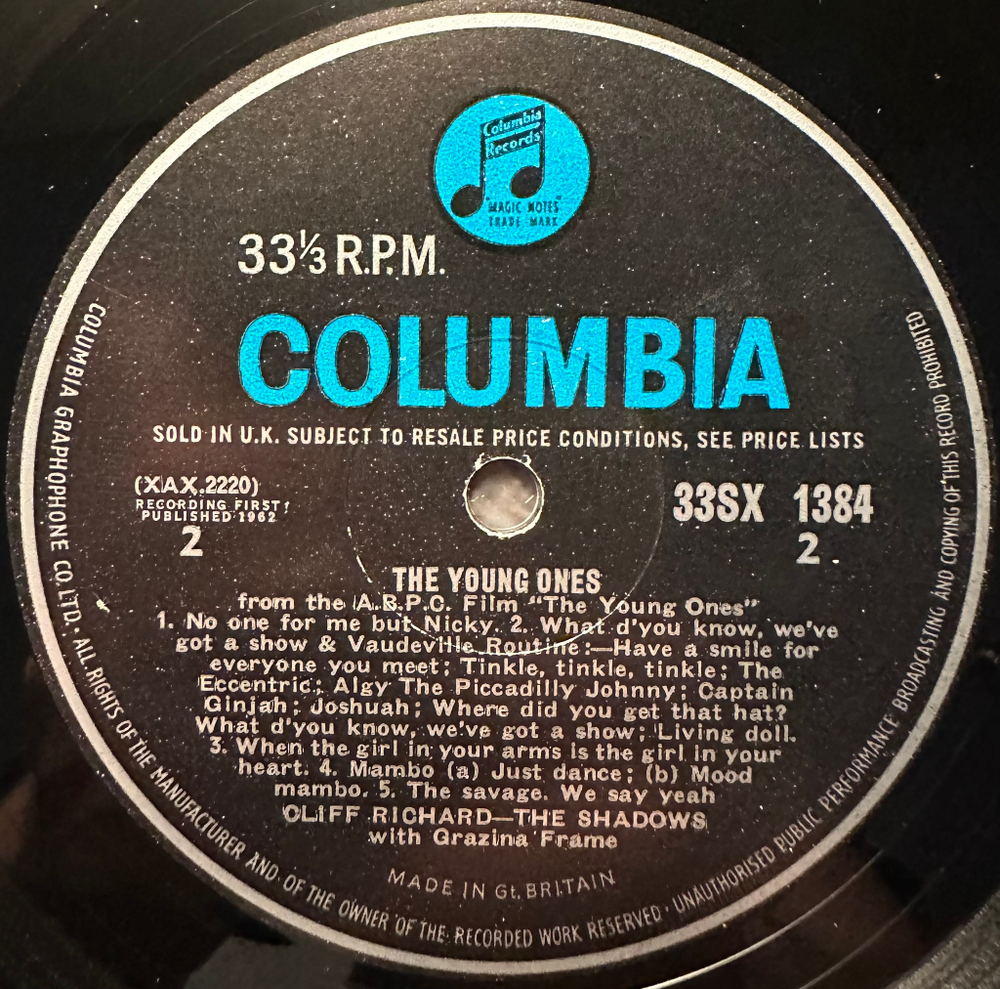 Columbia
Records
"MAGIC NOTES"
TRADE MARK
33⅓ R.P.M.
COLUMBIA
SOLD IN U.K. SUBJECT TO RESALE PRICE CONDITIONS, SEE PRICE LISTS
(XAX.2220)
RECORDING FIRST
PUBLISHED 1962
2
33SX 1384
2
THE YOUNG ONES
from the A.B.P.C. Film "The Young Ones"
1. No one for me but Nicky. 2. What d'you know, we've
got a show & Vaudeville Routine:—Have a smile for
everyone you meet; Tinkle, tinkle, tinkle; The
Eccentric; Algy The Piccadilly Johnny; Captain
Ginjah; Joshuah; Where did you get that hat?
What d'you know, we've got a show; Living doll.
3. When the girl in your arms is the girl in your
heart. 4. Mambo (a) Just dance; (b) Mood
mambo. 5. The savage. We say yeah
CLIFF RICHARD—THE SHADOWS
with Grazina Frame
MADE IN Gt. BRITAIN
COLUMBIA GRAPHOPHONE CO. LTD. · ALL RIGHTS OF THE MANUFACTURER AND OF THE OWNER OF THE RECORDED WORK RESERVED · UNAUTHORISED PUBLIC PERFORMANCE BROADCASTING AND COPYING OF THIS RECORD PROHIBITED